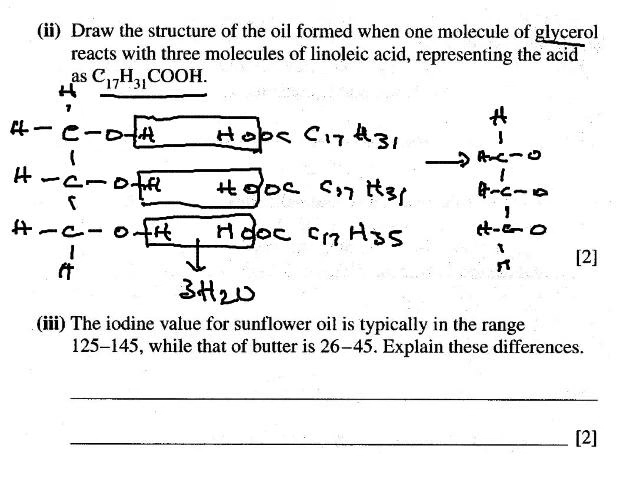 (ii) Draw the structure of the oil formed when one molecule of glycerol
reacts with three molecules of linoleic acid, representing the acid
as C₁₇H₃₁COOH.
H
H – C – O – H HOOC C17 H31
H – C – O – H HOOC C17 H31
H – C – O – H HOOC C17 H35
H
3H2O
H
H-C-O
H-C-O
H-C-O
H
[2]
(iii) The iodine value for sunflower oil is typically in the range
125–145, while that of butter is 26–45. Explain these differences.
[2]